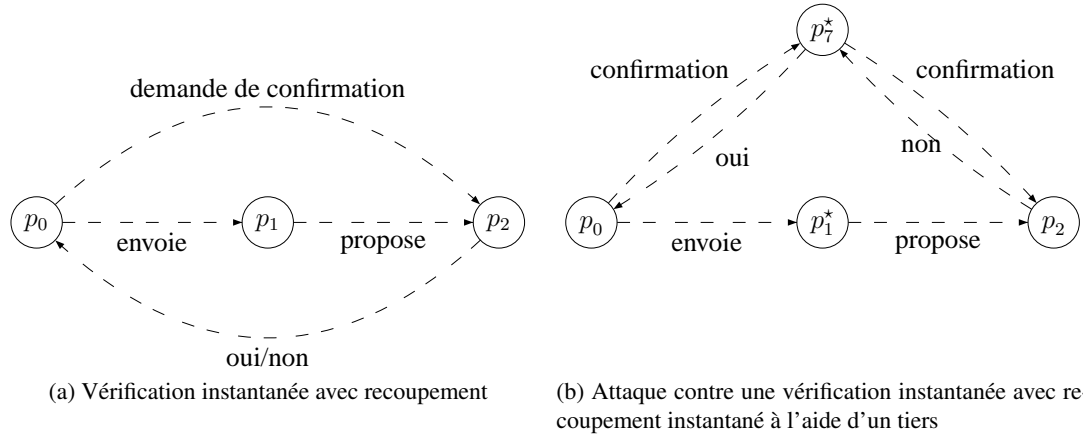 demande de confirmation
p0
p1
p2
envoie
propose
oui/non
(a) Vérification instantanée avec recoupement
p7⋆
confirmation
confirmation
oui
non
p0
p1⋆
p2
envoie
propose
(b) Attaque contre une vérification instantanée avec re-
coupement instantané à l'aide d'un tiers